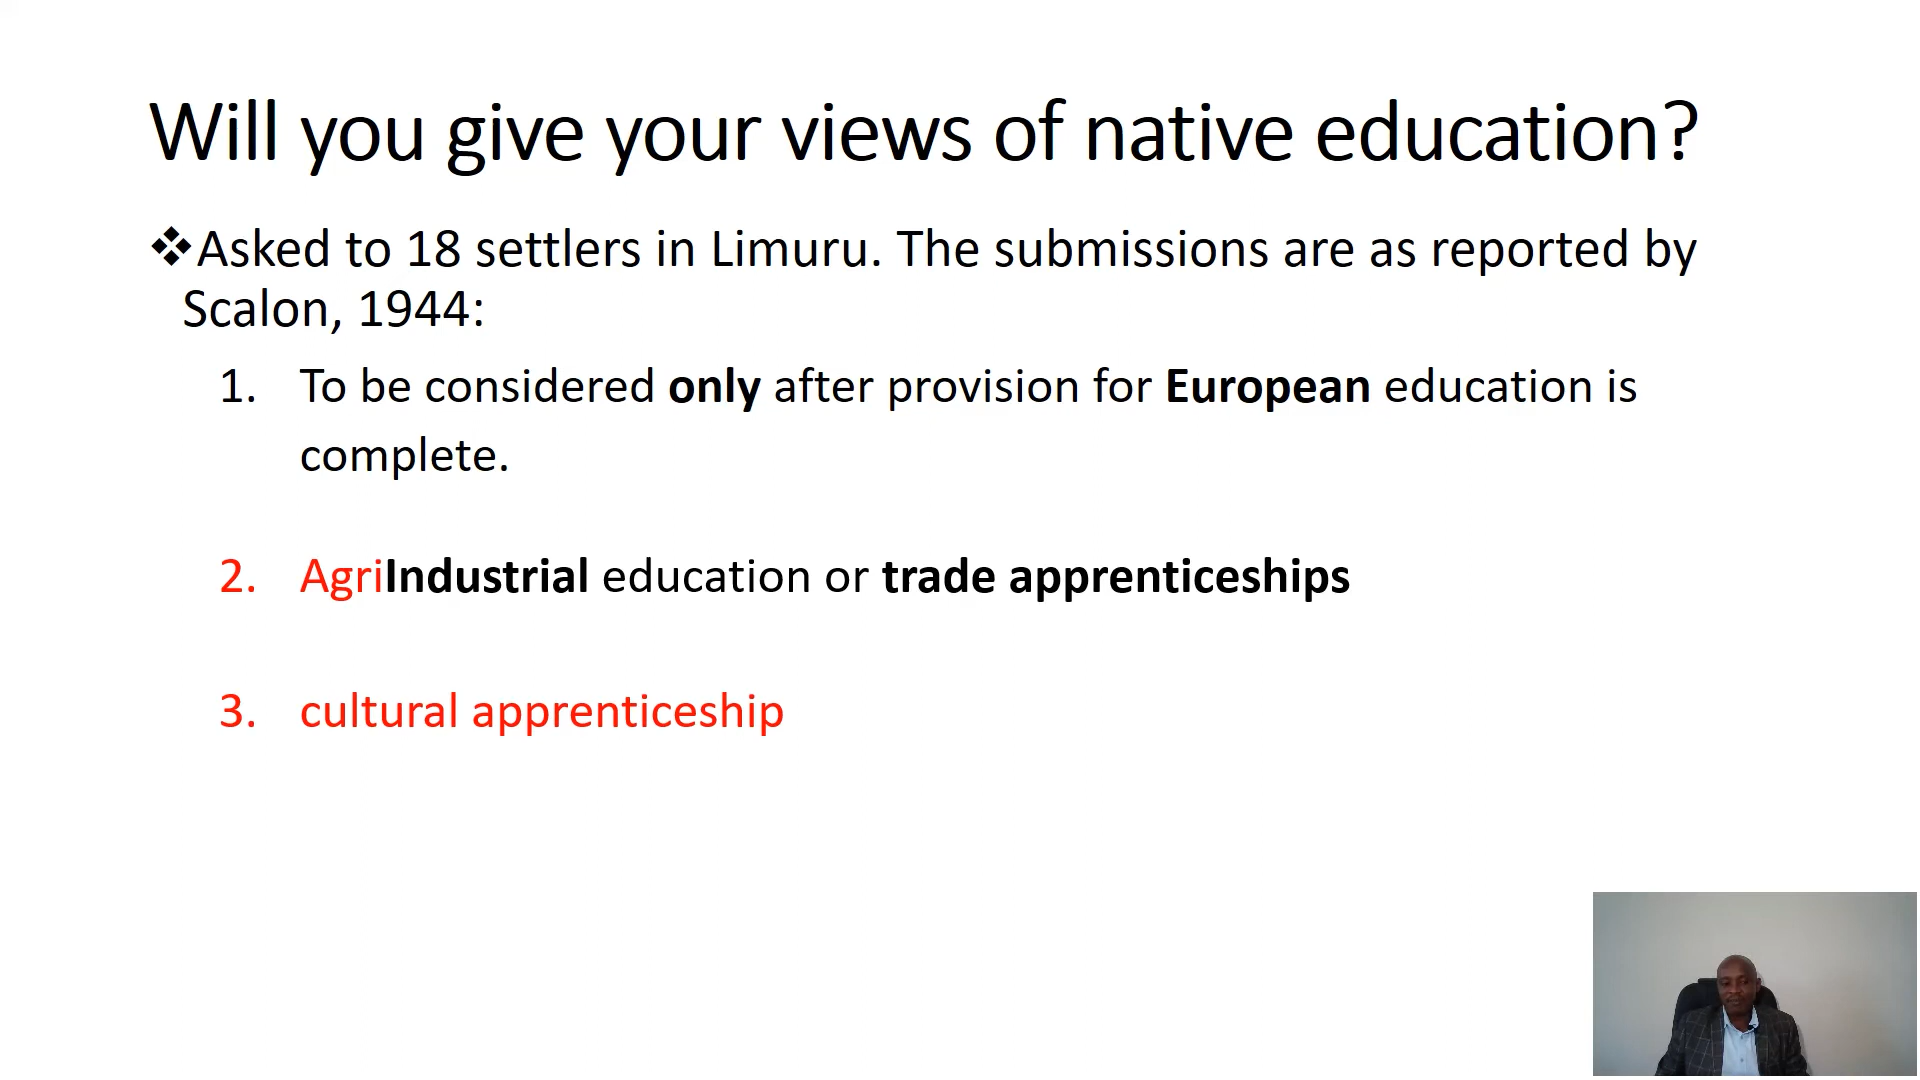 Will you give your views of native education?
❖Asked to 18 settlers in Limuru. The submissions are as reported by
Scalon, 1944:
1. To be considered only after provision for European education is
complete.
2. AgriIndustrial education or trade apprenticeships
3. cultural apprenticeship